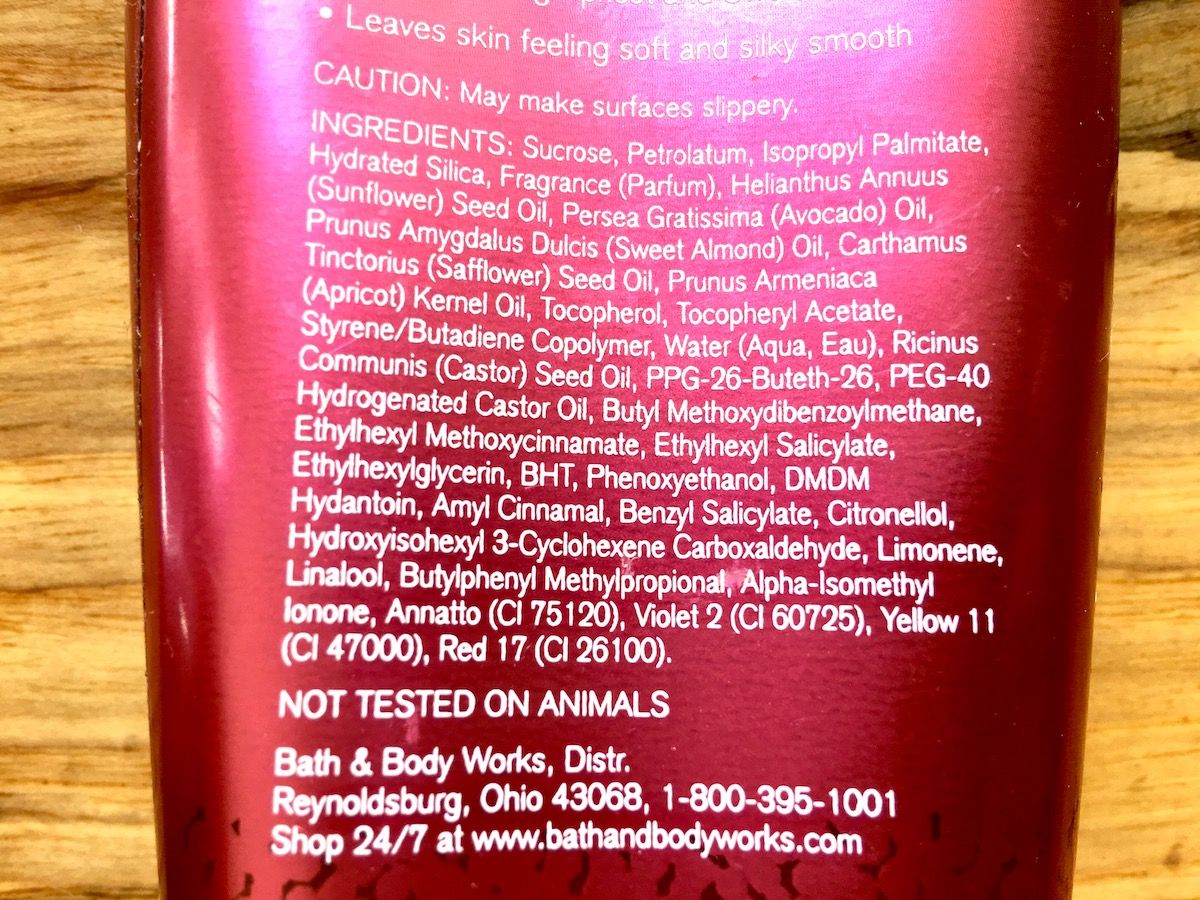 • Leaves skin feeling soft and silky smooth
CAUTION: May make surfaces slippery.
INGREDIENTS: Sucrose, Petrolatum, Isopropyl Palmitate,
Hydrated Silica, Fragrance (Parfum), Helianthus Annuus
(Sunflower) Seed Oil, Persea Gratissima (Avocado) Oil,
Prunus Amygdalus Dulcis (Sweet Almond) Oil, Carthamus
Tinctorius (Safflower) Seed Oil, Prunus Armeniaca
(Apricot) Kernel Oil, Tocopherol, Tocopheryl Acetate,
Styrene/Butadiene Copolymer, Water (Aqua, Eau), Ricinus
Communis (Castor) Seed Oil, PPG-26-Buteth-26, PEG-40
Hydrogenated Castor Oil, Butyl Methoxydibenzoylmethane,
Ethylhexyl Methoxycinnamate, Ethylhexyl Salicylate,
Ethylhexylglycerin, BHT, Phenoxyethanol, DMDM
Hydantoin, Amyl Cinnamal, Benzyl Salicylate, Citronellol,
Hydroxyisohexyl 3-Cyclohexene Carboxaldehyde, Limonene,
Linalool, Butylphenyl Methylpropional, Alpha-Isomethyl
Ionone, Annatto (CI 75120), Violet 2 (CI 60725), Yellow 11
(CI 47000), Red 17 (CI 26100).
NOT TESTED ON ANIMALS
Bath & Body Works, Distr.
Reynoldsburg, Ohio 43068, 1-800-395-1001
Shop 24/7 at www.bathandbodyworks.com